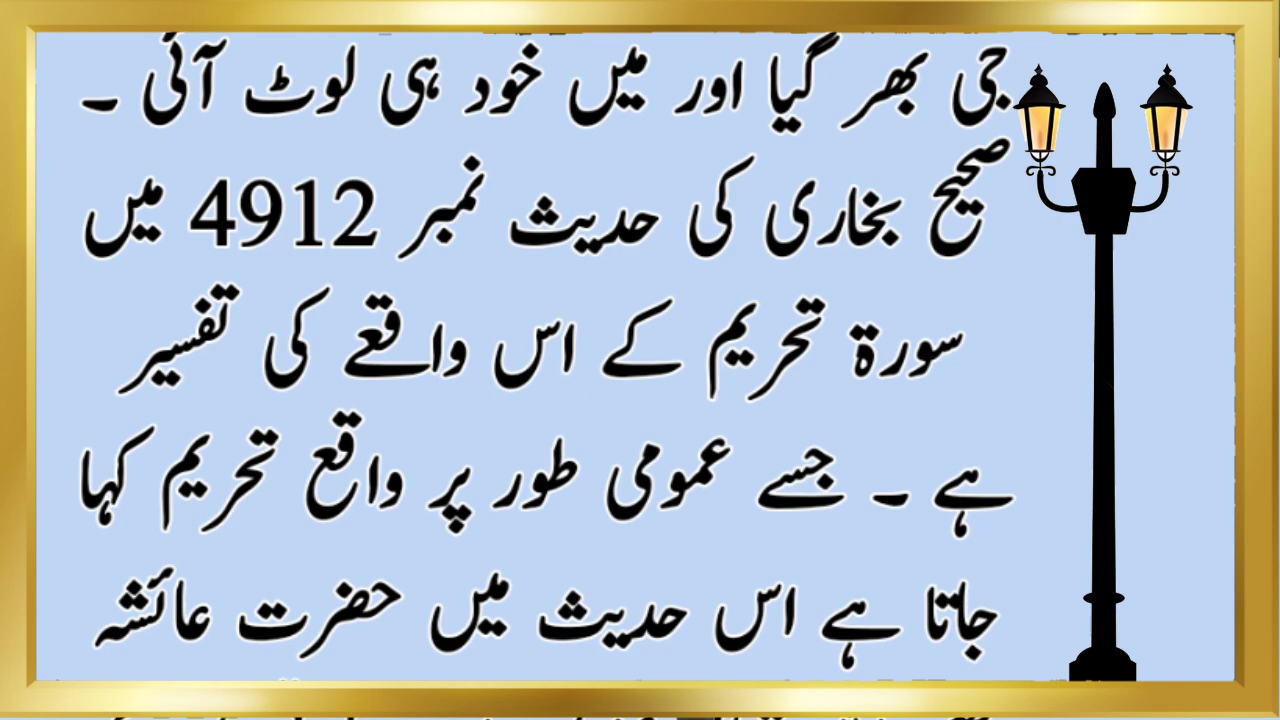 جی بھر گیا اور میں خود ہی لوٹ آئی ۔
صحیح بخاری کی حدیث نمبر 4912 میں
سورۃ تحریم کے اس واقعے کی تفسیر
ہے ۔ جسے عمومی طور پر واقع تحریم کہا
جاتا ہے اس حدیث میں حضرت عائشہ